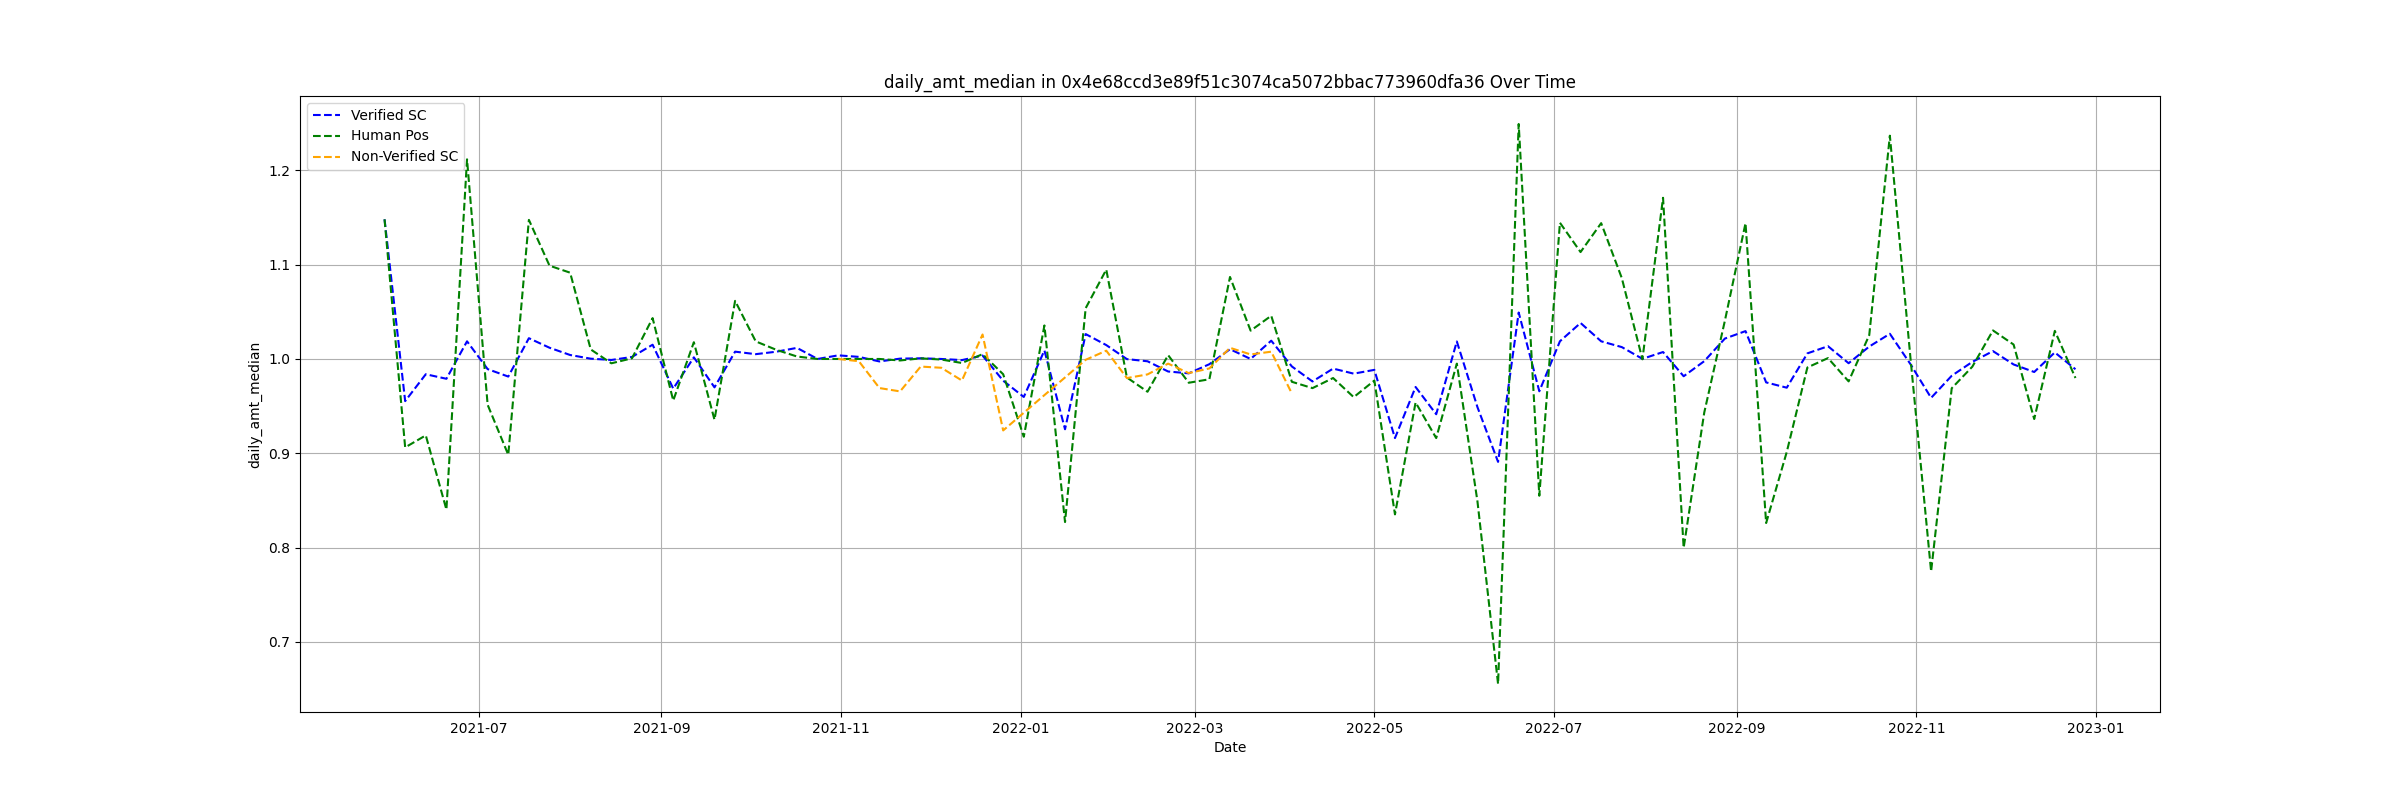 daily_amt_median in 0x4e68ccd3e89f51c3074ca5072bbac773960dfa36 Over Time
Verified SC
Human Pos
Non-Verified SC
daily_amt_median
1.2
1.1
1.0
0.9
0.8
0.7
2021-07 2021-09 2021-11 2022-01 2022-03 2022-05 2022-07 2022-09 2022-11 2023-01
Date